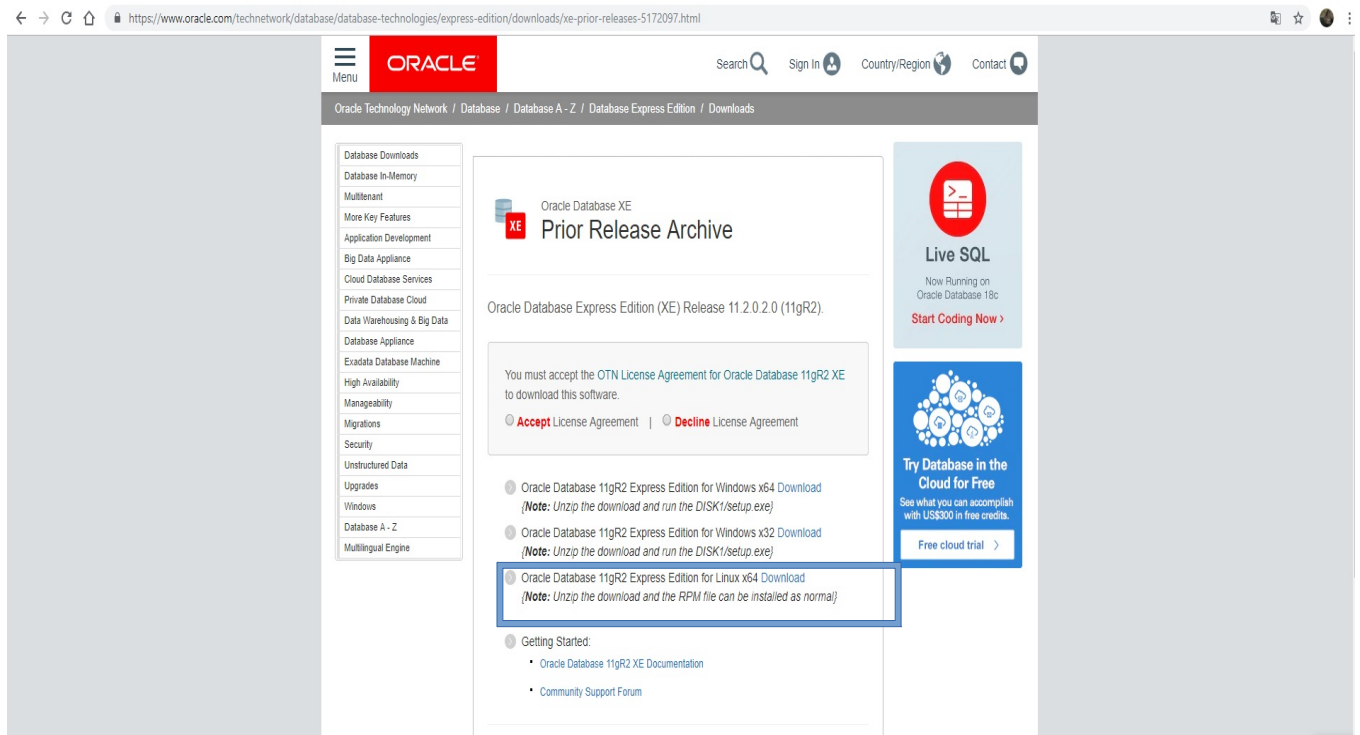 https://www.oracle.com/technetwork/database/database-technologies/express-edition/downloads/xe-prior-releases-5172097.html
Menu
ORACLE
Search
Sign In
Country/Region
Contact
Oracle Technology Network / Database / Database A - Z / Database Express Edition / Downloads
Database Downloads
Database In-Memory
Multitenant
More Key Features
Application Development
Big Data Appliance
Cloud Database Services
Private Database Cloud
Data Warehousing & Big Data
Database Appliance
Exadata Database Machine
High Availability
Manageability
Migrations
Security
Unstructured Data
Upgrades
Windows
Database A - Z
Multilingual Engine
XE
Oracle Database XE
Prior Release Archive
Oracle Database Express Edition (XE) Release 11.2.0.2.0 (11gR2).
You must accept the OTN License Agreement for Oracle Database 11gR2 XE
to download this software.
Accept License Agreement | Decline License Agreement
Oracle Database 11gR2 Express Edition for Windows x64 Download
{Note: Unzip the download and run the DISK1/setup.exe}
Oracle Database 11gR2 Express Edition for Windows x32 Download
{Note: Unzip the download and run the DISK1/setup.exe}
Oracle Database 11gR2 Express Edition for Linux x64 Download
{Note: Unzip the download and the RPM file can be installed as normal}
Getting Started:
Oracle Database 11gR2 XE Documentation
Community Support Forum
Live SQL
Now Running on
Oracle Database 18c
Start Coding Now >
Try Database in the
Cloud for Free
See what you can accomplish
with US$300 in free credits.
Free cloud trial >